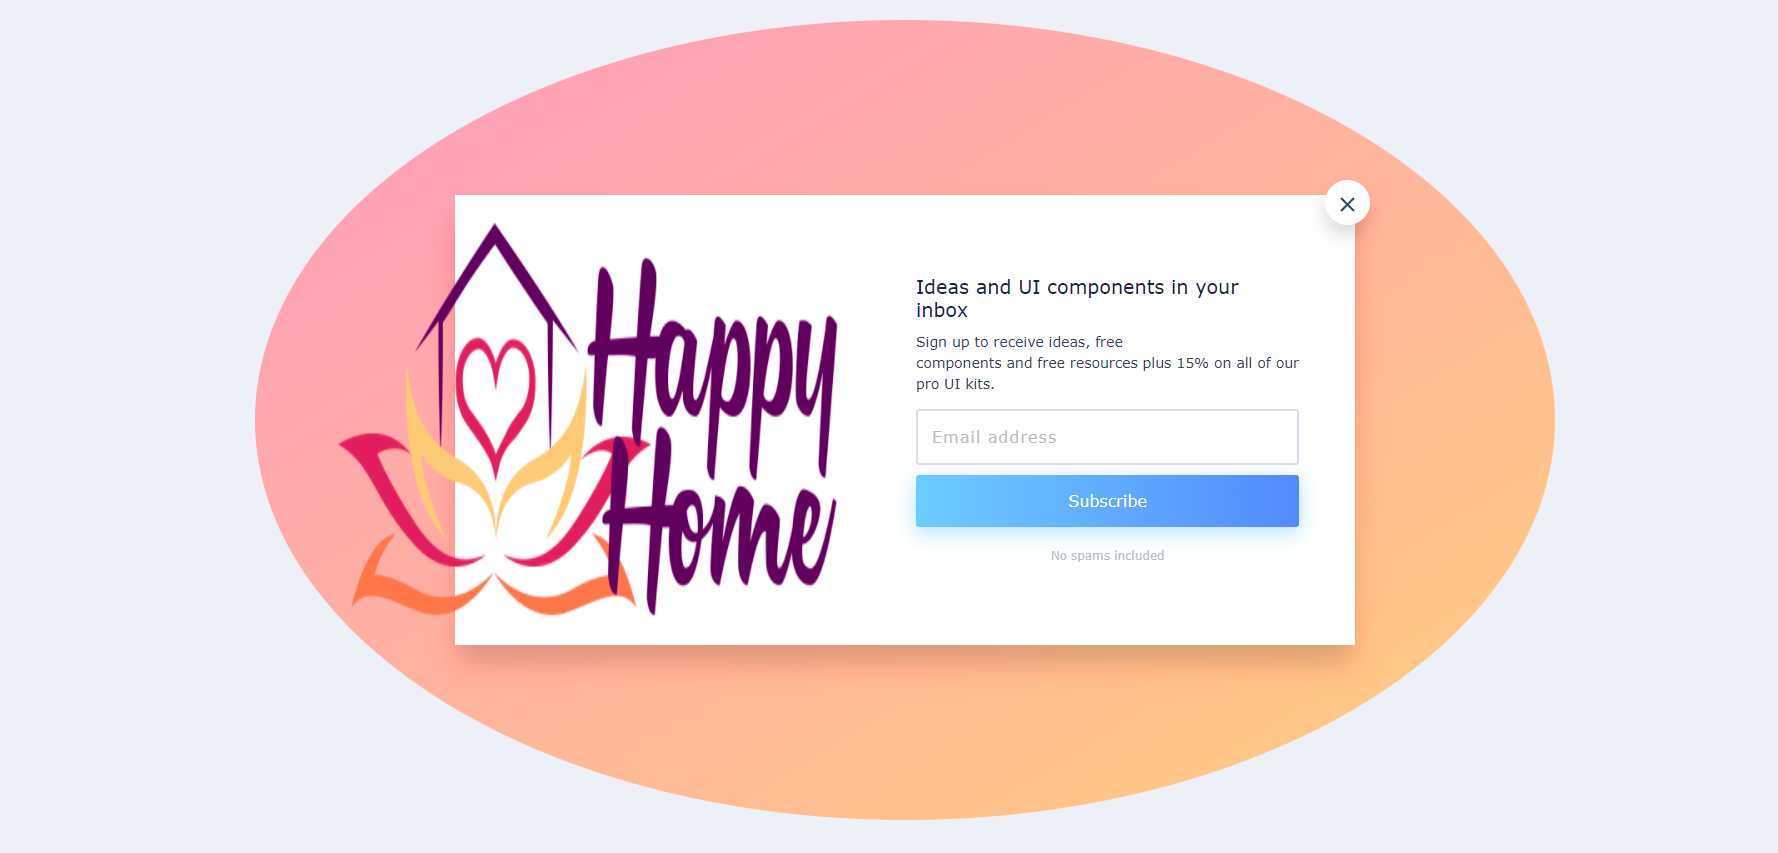 Happy
Home
Ideas and UI components in your
inbox
Sign up to receive ideas, free
components and free resources plus 15% on all of our
pro UI kits.
Email address
Subscribe
No spams included